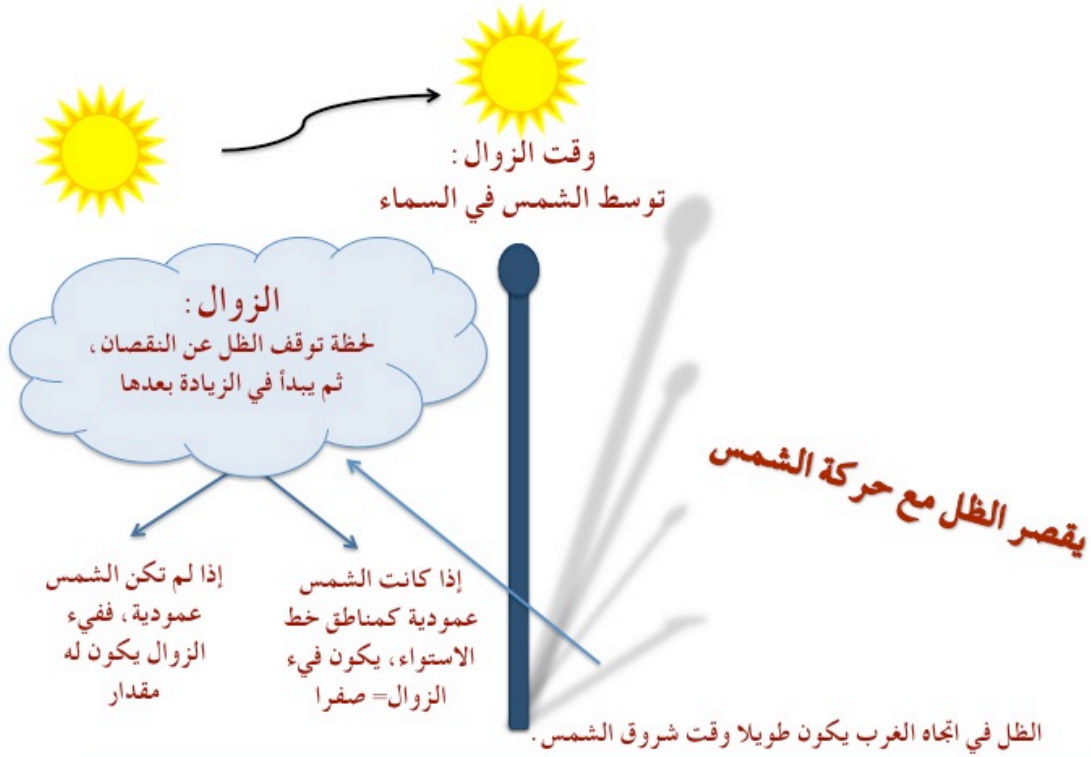 وقت الزوال:
توسط الشمس في السماء
الزوال:
لحظة توقف الظل عن النقصان،
ثم يبدأ في الزيادة بعدها
يقصر الظل مع حركة الشمس
إذا كانت الشمس
عمودية كمناطق خط
الاستواء، يكون فيء
الزوال= صفرا
إذا لم تكن الشمس
عمودية، ففيء
الزوال يكون له
مقدار
الظل في اتجاه الغرب يكون طويلا وقت شروق الشمس.